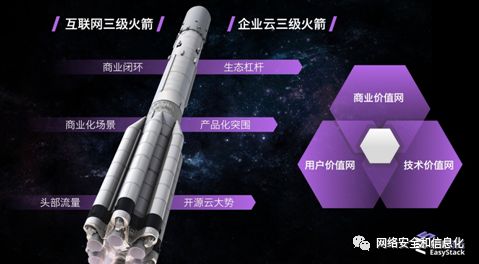 互联网三级火箭
企业云三级火箭
商业闭环
生态杠杆
商业化场景
产品化突围
头部流量
开源云大势
商业价值网
用户价值网
技术价值网
网络安全和信息化
EasyStack